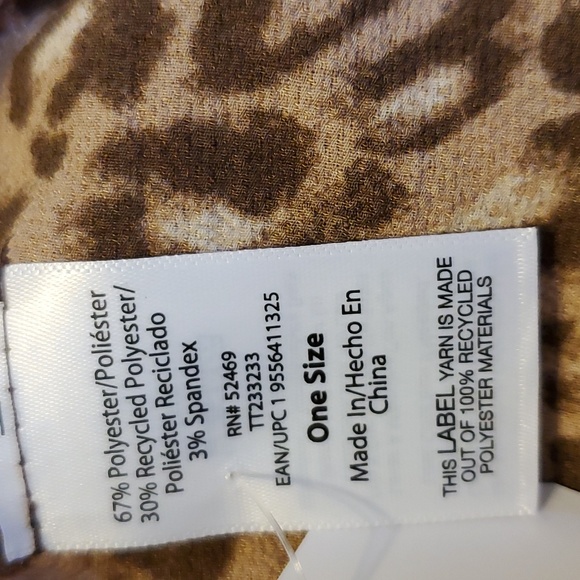 67% Polyester/Poliéster
30% Recycled Polyester/
Poliéster Reciclado
3% Spandex
RN# 52469
TT233233
EAN/UPC 1 9556411325
One Size
Made In/Hecho En
China
THIS LABEL YARN IS MADE
OUT OF 100% RECYCLED
POLYESTER MATERIALS